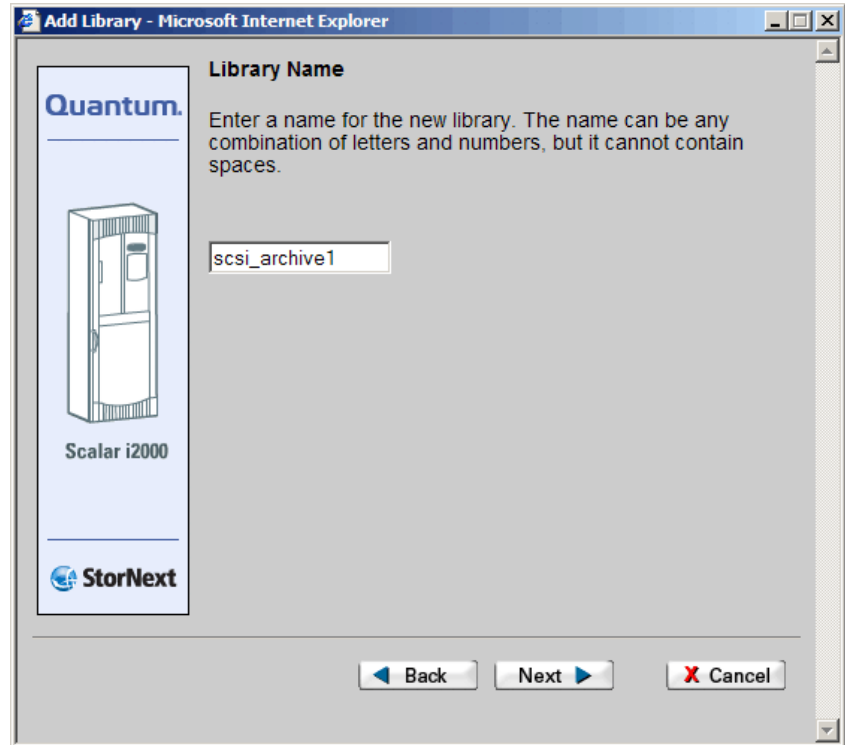 Add Library - Microsoft Internet Explorer
Quantum.
Scalar i2000
StorNext
Library Name
Enter a name for the new library. The name can be any
combination of letters and numbers, but it cannot contain
spaces.
scsi_archive1
Back
Next
X Cancel